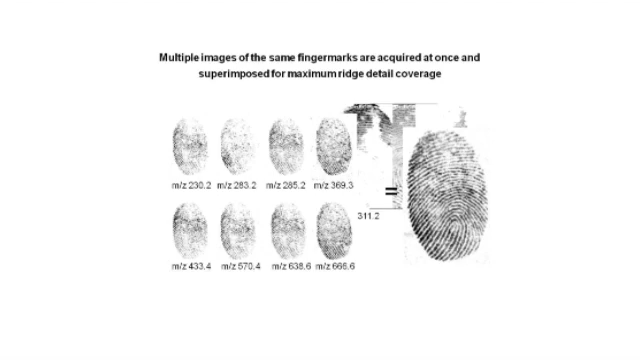 Multiple images of the same fingermarks are acquired at once and
superimposed for maximum ridge detail coverage
m/z 230.2 m/z 283.2 m/z 285.2 m/z 369.3
=
311.2
m/z 433.4 m/z 570.4 m/z 638.6 m/z 666.6